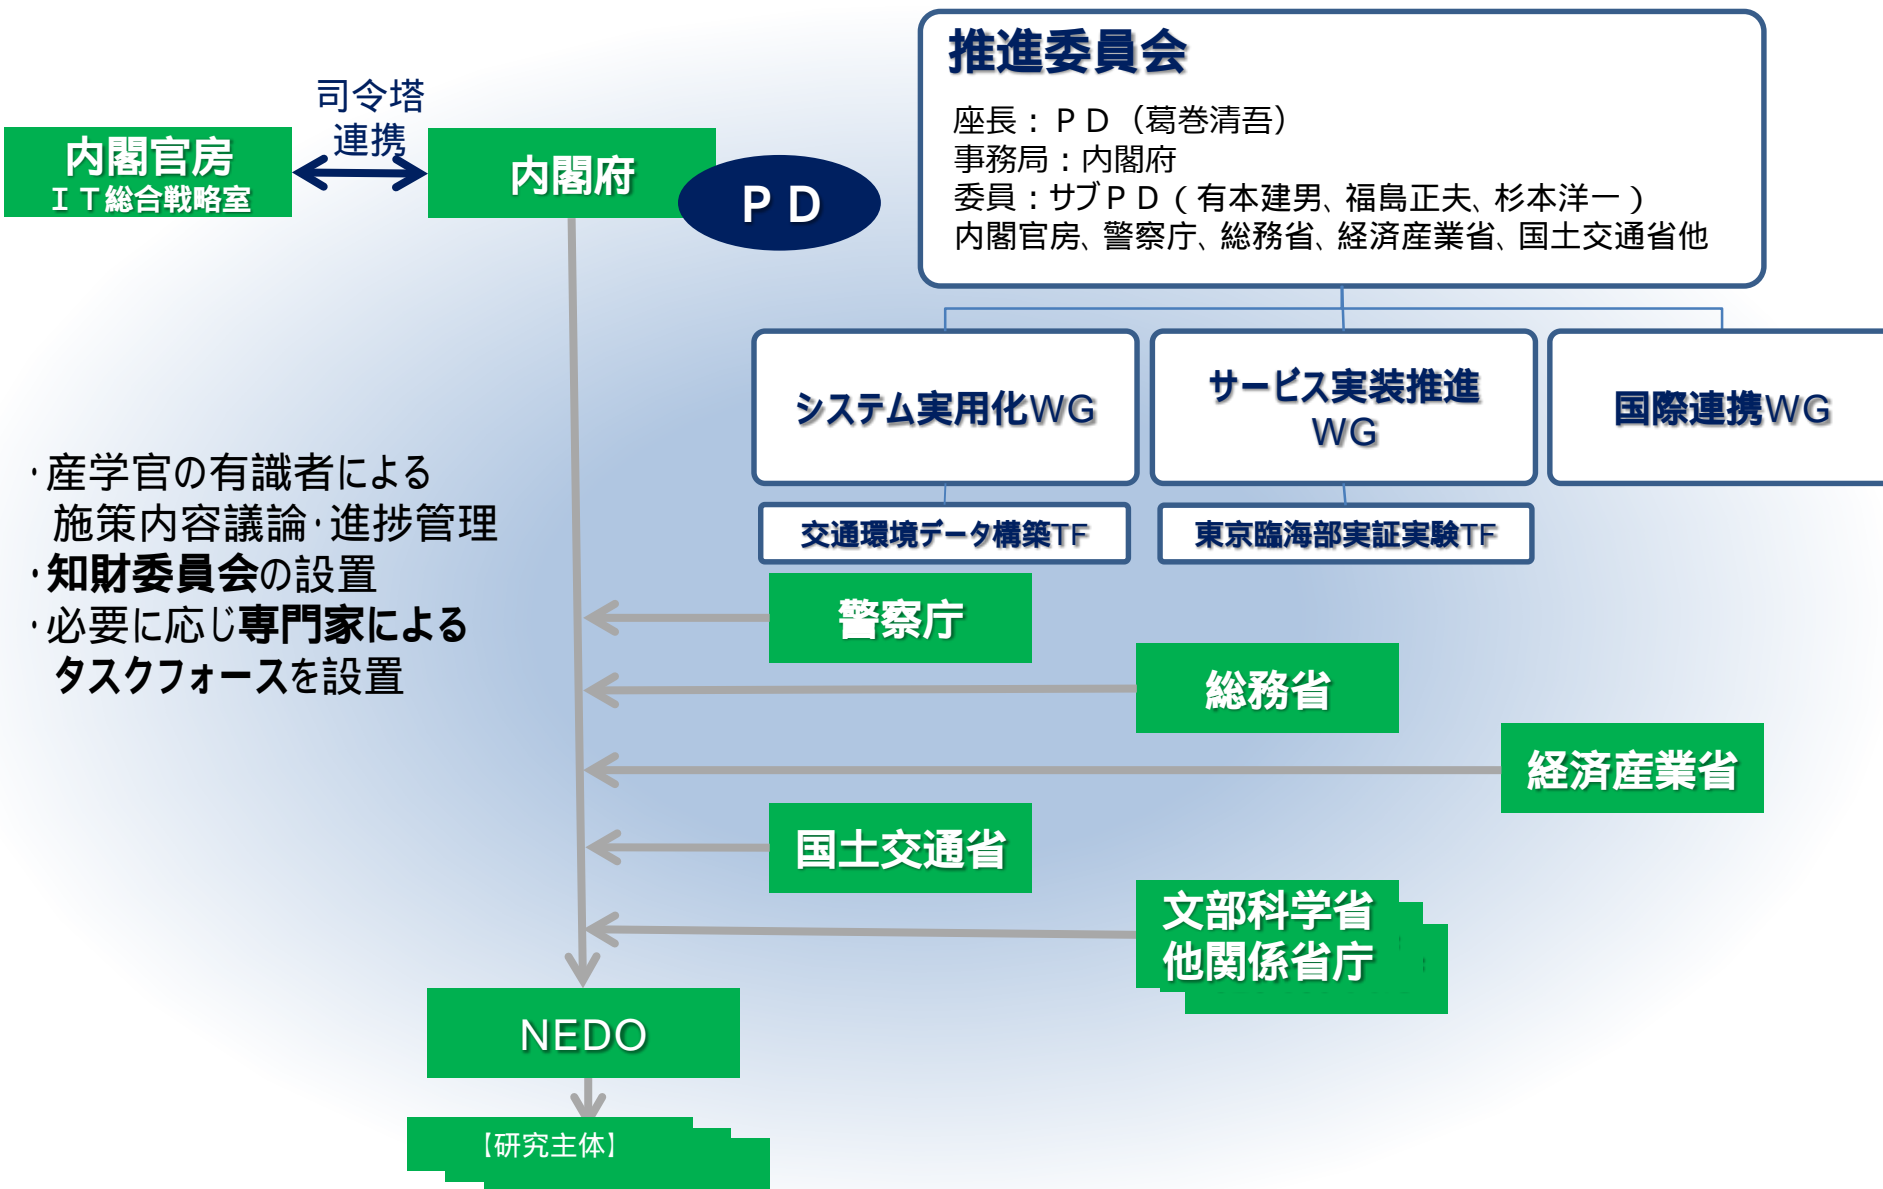 推進委員会
座長：ＰＤ（葛巻清吾）
事務局：内閣府
委員：サブＰＤ（有本建男、福島正夫、杉本洋一）
内閣官房、警察庁、総務省、経済産業省、国土交通省他
司令塔
連携
内閣官房
ＩＴ総合戦略室
内閣府
ＰＤ
システム実用化WG
サービス実装推進
WG
国際連携WG
交通環境データ構築TF
東京臨海部実証実験TF
・産学官の有識者による
施策内容議論・進捗管理
・知財委員会の設置
・必要に応じ専門家による
タスクフォースを設置
警察庁
総務省
経済産業省
国土交通省
文部科学省
他関係省庁
NEDO
【研究主体】